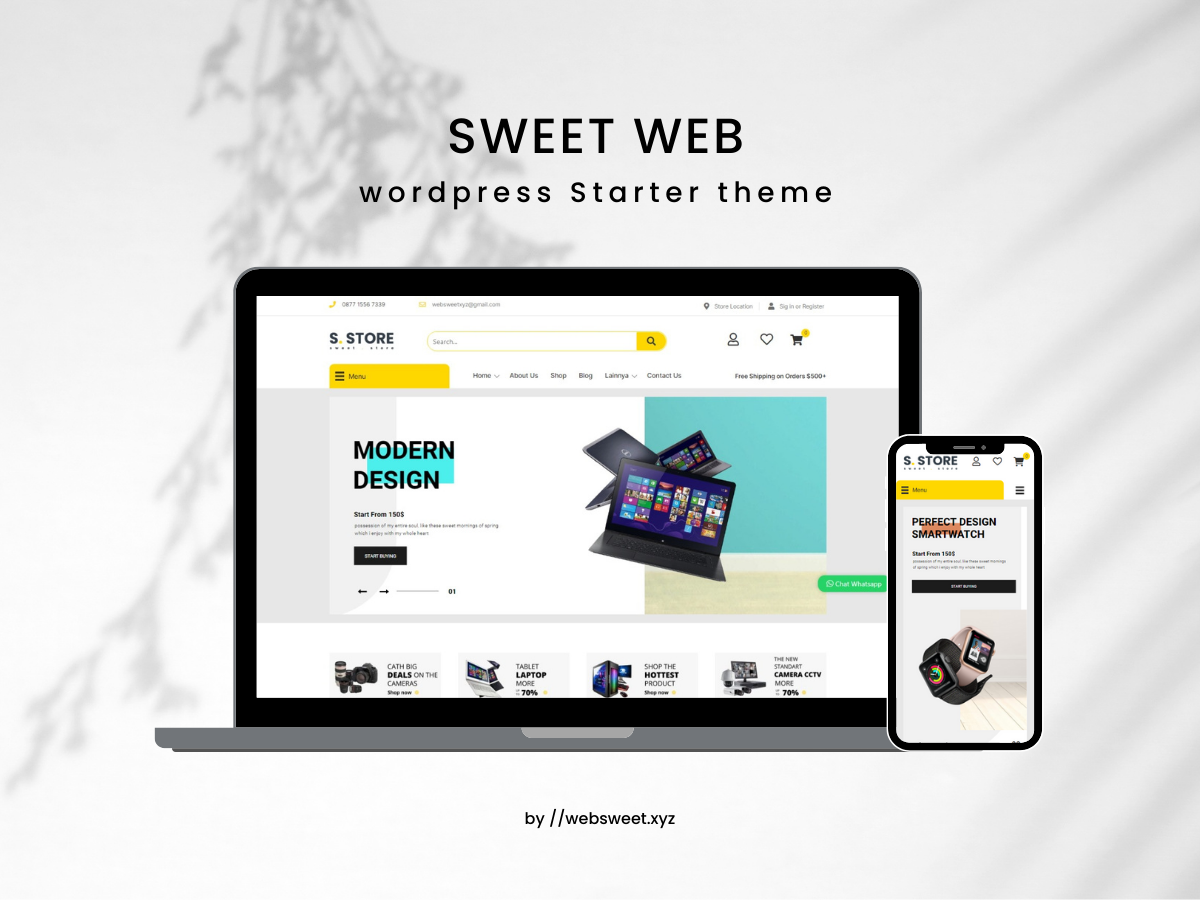 SWEET WEB
wordpress Starter theme
0877 1556 7339
websweetxyz@gmail.com
Store Location
Sig in or Register
S. STORE
sweet store
Search...
0
Menu
Home
About Us
Shop
Blog
Lainnya
Contact Us
Free Shipping on Orders $500+
MODERN
DESIGN
Start From 150$
possession of my entire soul, like these sweet mornings of spring
which I enjoy with my whole heart
START BUYING
01
Chat Whatsapp
CATH BIG
DEALS ON THE
CAMERAS
Shop now
TABLET
LAPTOP
MORE
70%
SHOP THE
HOTTEST
PRODUCT
Shop now
THE NEW
STANDART
CAMERA CCTV
MORE
70%
S. STORE
sweet store
Menu
PERFECT DESIGN
SMARTWATCH
Start From 150$
possession of my entire soul, like these sweet mornings
of spring which I enjoy with my whole heart
START BUYING
by //websweet.xyz